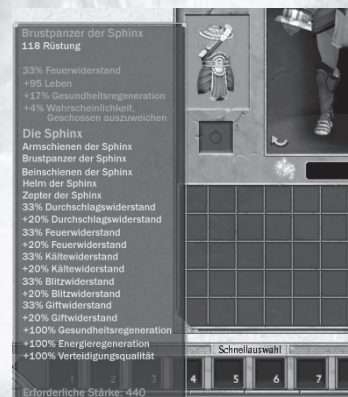 Brustpanzer der Sphinx
118 Rüstung
33% Feuerwiderstand
+95 Leben
+17% Gesundheitsregeneration
+4% Wahrscheinlichkeit,
Geschossen auszuweichen
Die Sphinx
Armschienen der Sphinx
Brustpanzer der Sphinx
Beinschienen der Sphinx
Helm der Sphinx
Zepter der Sphinx
33% Durchschlagswiderstand
+20% Durchschlagswiderstand
33% Feuerwiderstand
+20% Feuerwiderstand
33% Kältewiderstand
+20% Kältewiderstand
33% Blitzwiderstand
+20% Blitzwiderstand
33% Giftwiderstand
+20% Giftwiderstand
+100% Gesundheitsregeneration
+100% Energieregeneration
+100% Verteidigungsqualität
Schnellauswahl
1 2 3 4 5 6 7
Erforderliche Stärke: 440